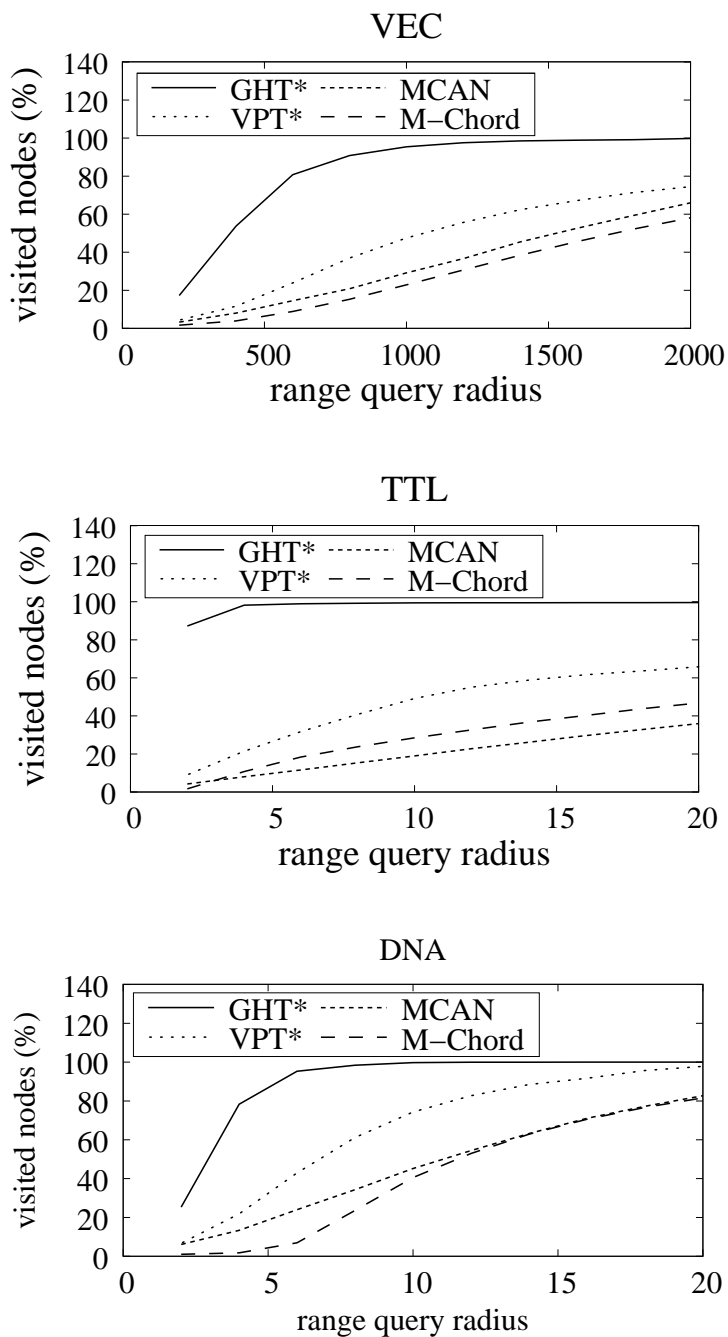 VEC
visited nodes (%)
140
120
100
80
60
40
20
0
GHT* MCAN
VPT* M−Chord
0 500 1000 1500 2000
range query radius
TTL
visited nodes (%)
140
120
100
80
60
40
20
0
GHT* MCAN
VPT* M−Chord
0 5 10 15 20
range query radius
DNA
visited nodes (%)
140
120
100
80
60
40
20
0
GHT* MCAN
VPT* M−Chord
0 5 10 15 20
range query radius